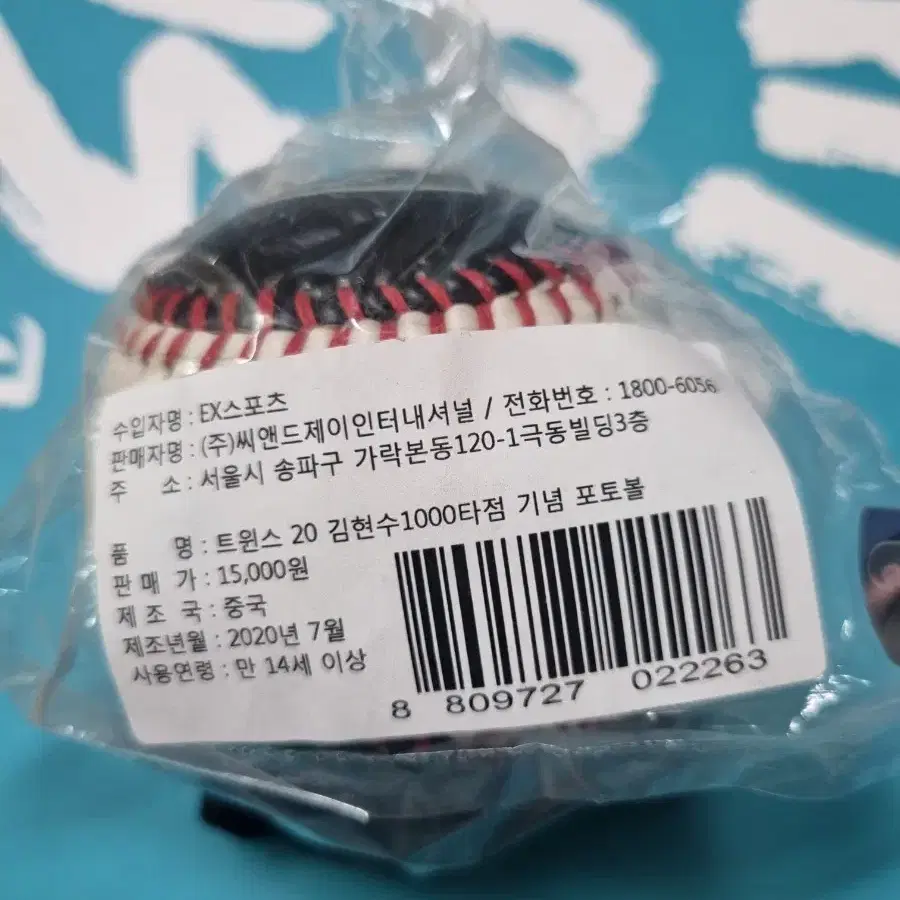 수입자명 : EX스포츠
판매자명 : (주)씨앤드제이인터내셔널 / 전화번호 : 1800-6056
주 소 : 서울시 송파구 가락본동120-1극동빌딩3층
품 명 : 트윈스 20 김현수1000타점 기념 포토볼
판 매 가 : 15,000원
제 조 국 : 중국
제조년월 : 2020년 7월
사용연령 : 만 14세 이상
8 809727 022263